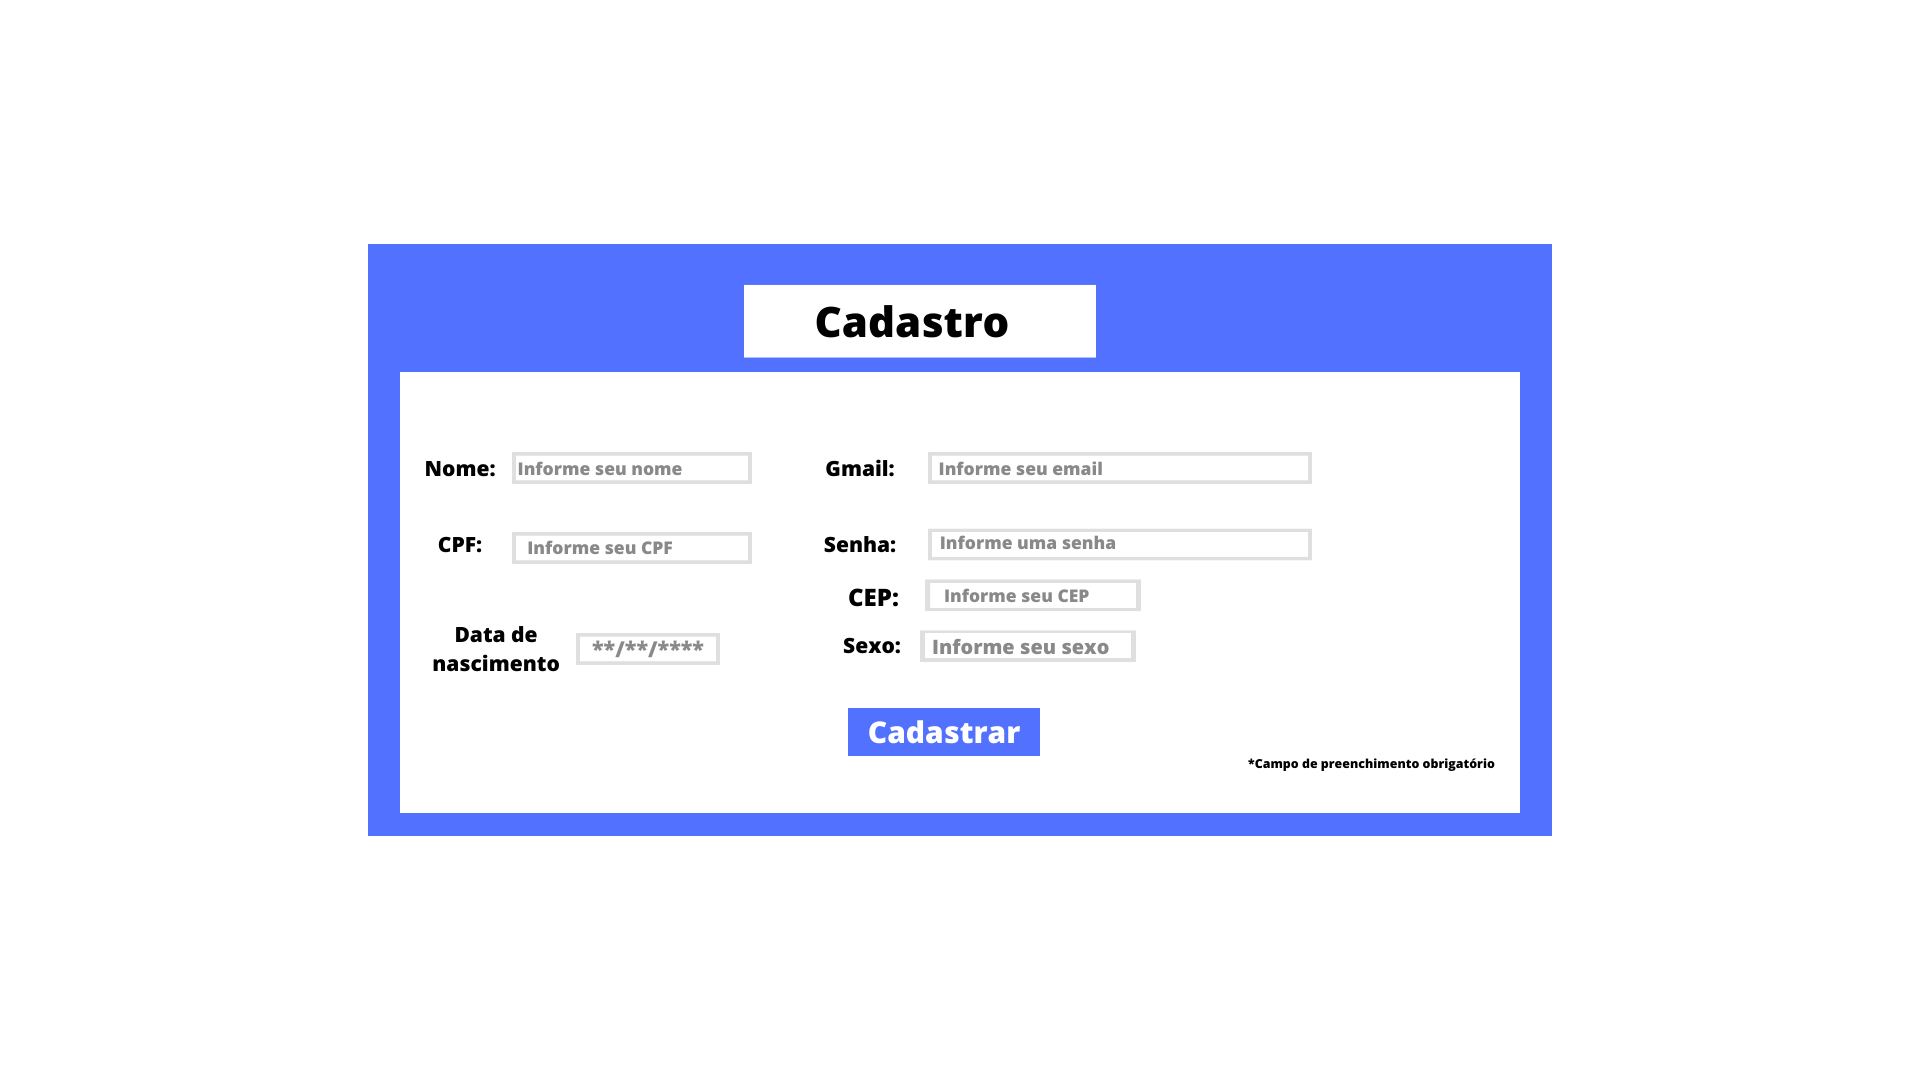 Cadastro
Nome:
Informe seu nome
Gmail:
Informe seu email
CPF:
Informe seu CPF
Senha:
Informe uma senha
CEP:
Informe seu CEP
Data de
nascimento
**/**/****
Sexo:
Informe seu sexo
Cadastrar
*Campo de preenchimento obrigatório